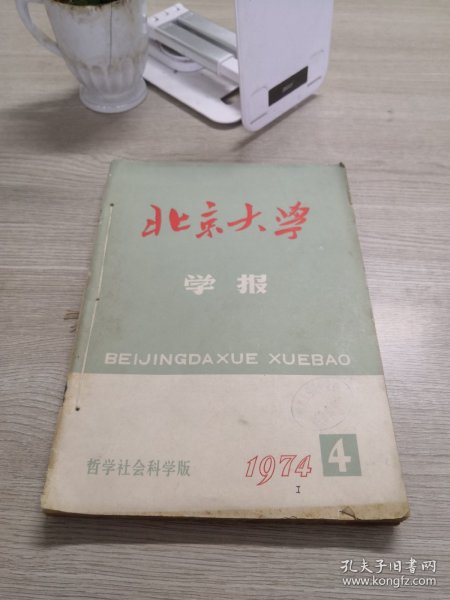 北京大学
学报
BEIJINGDAXUE XUEBAO
哲学社会科学版
1974 4
孔夫子旧书网
www.kongfz.com